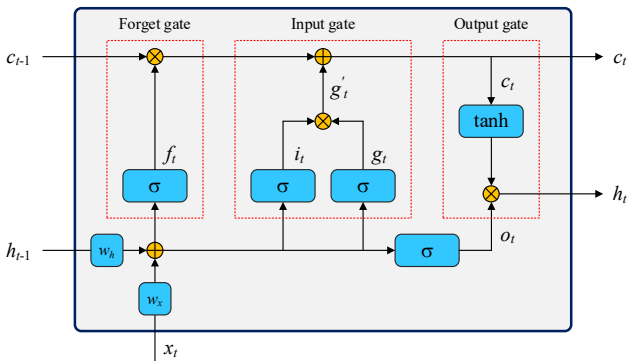 Forget gate Input gate Output gate
c_{t-1} c_t
g'_t c_t
tanh
f_t i_t g_t
σ σ σ
h_t
h_{t-1} w_h σ o_t
w_x
x_t